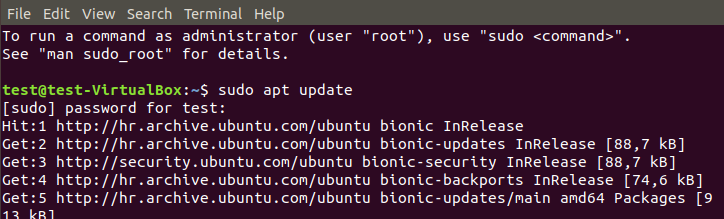 File Edit View Search Terminal Help
To run a command as administrator (user "root"), use "sudo <command>".
See "man sudo_root" for details.
test@test-VirtualBox:~$ sudo apt update
[sudo] password for test:
Hit:1 http://hr.archive.ubuntu.com/ubuntu bionic InRelease
Get:2 http://hr.archive.ubuntu.com/ubuntu bionic-updates InRelease [88,7 kB]
Get:3 http://security.ubuntu.com/ubuntu bionic-security InRelease [88,7 kB]
Get:4 http://hr.archive.ubuntu.com/ubuntu bionic-backports InRelease [74,6 kB]
Get:5 http://hr.archive.ubuntu.com/ubuntu bionic-updates/main amd64 Packages [9
13 kB]